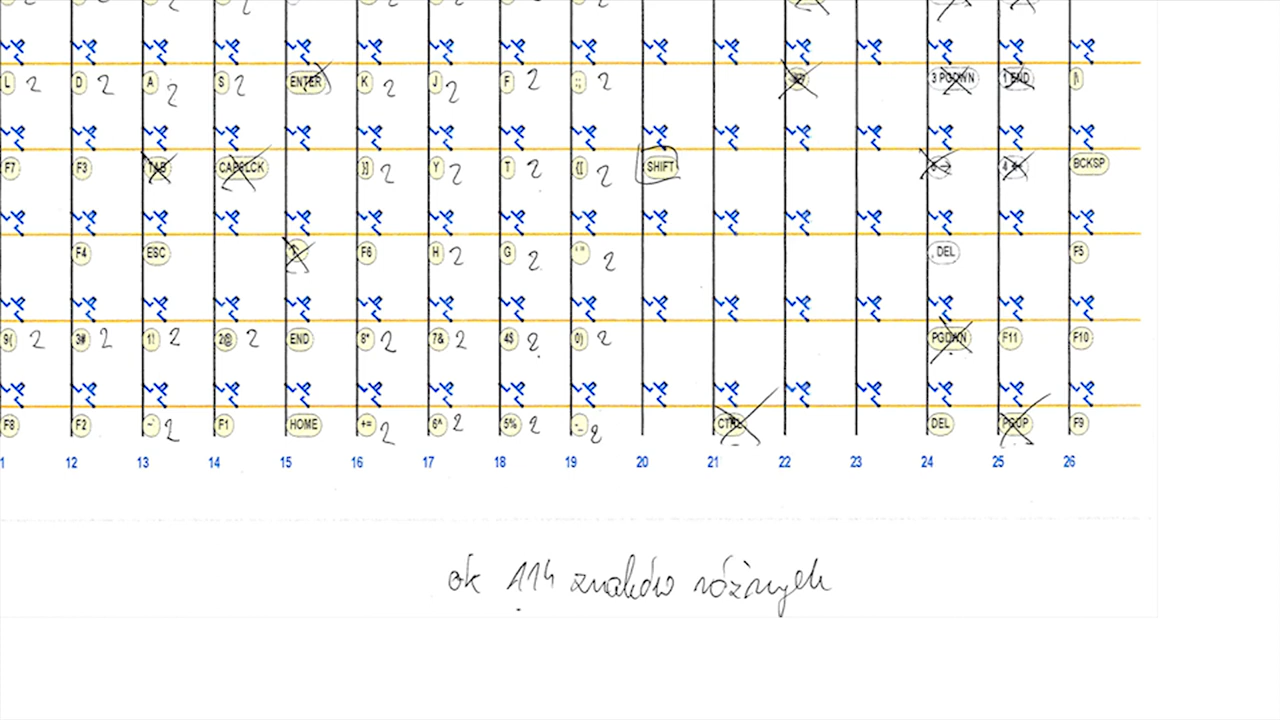 L 2 D 2 A 2 S 2 ENTER K 2 J 2 F 2 :; 2 3 PGDWN 1 END |\
F7 F3 TAB CAPSLCK }] 2 Y 2 T 2 {[ 2 SHIFT BCKSP
F4 ESC F6 H 2 G 2 ' " 2 DEL F5
9( 2 3# 2 1! 2 2@ 2 END 8* 2 7& 2 4$ 2 0) 2 PGDWN F11 F10
F8 F2 ~` 2 F1 HOME += 2 6^ 2 5% 2 -_ 2 CTRL DEL PGUP F9
12 13 14 15 16 17 18 19 20 21 22 23 24 25 26
ok 114 znaków różnych